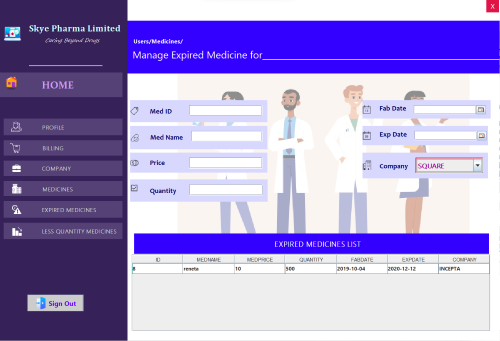 X
Skye Pharma Limited
Caring Beyond Drugs
HOME
PROFILE
BILLING
COMPANY
MEDICINES
EXPIRED MEDICINES
LESS QUANTITY MEDICINES
Sign Out
Users/Medicines/
Manage Expired Medicine for
Med ID
Med Name
Price
Quantity
Fab Date
Exp Date
Company SQUARE
EXPIRED MEDICINES LIST
ID MEDNAME MEDPRICE QUANTITY FABDATE EXPDATE COMPANY
8 reneta 10 500 2019-10-04 2020-12-12 INCEPTA